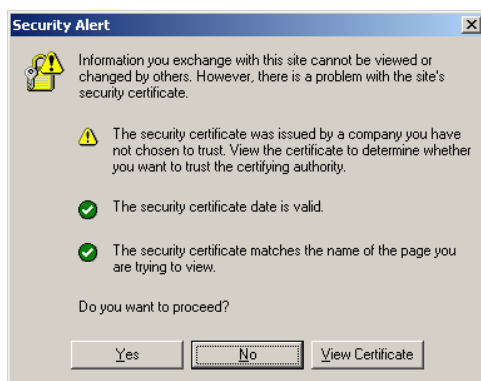 Security Alert
Information you exchange with this site cannot be viewed or
changed by others. However, there is a problem with the site's
security certificate.
The security certificate was issued by a company you have
not chosen to trust. View the certificate to determine whether
you want to trust the certifying authority.
The security certificate date is valid.
The security certificate matches the name of the page you
are trying to view.
Do you want to proceed?
Yes No View Certificate